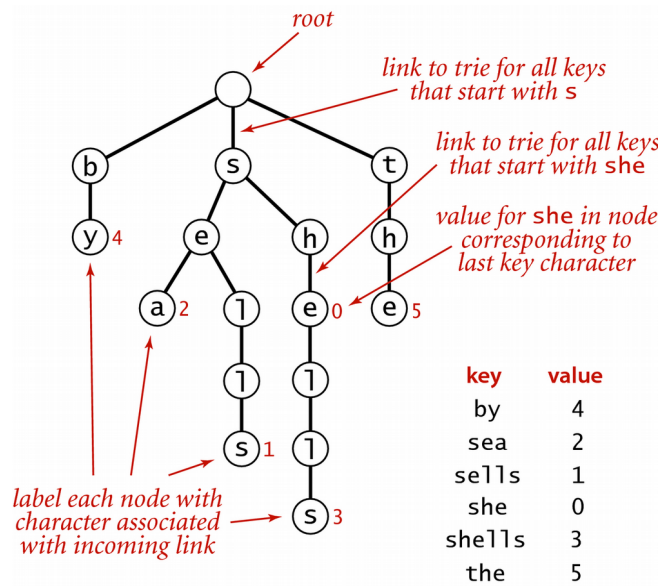 root
link to trie for all keys
that start with s
link to trie for all keys
that start with she
b
s
t
value for she in node
corresponding to
last key character
y 4
e
h
h
a 2
l
e 0
e 5
l
l
key value
by 4
s 1
l
sea 2
sells 1
label each node with
character associated
with incoming link
s 3
she 0
shells 3
the 5